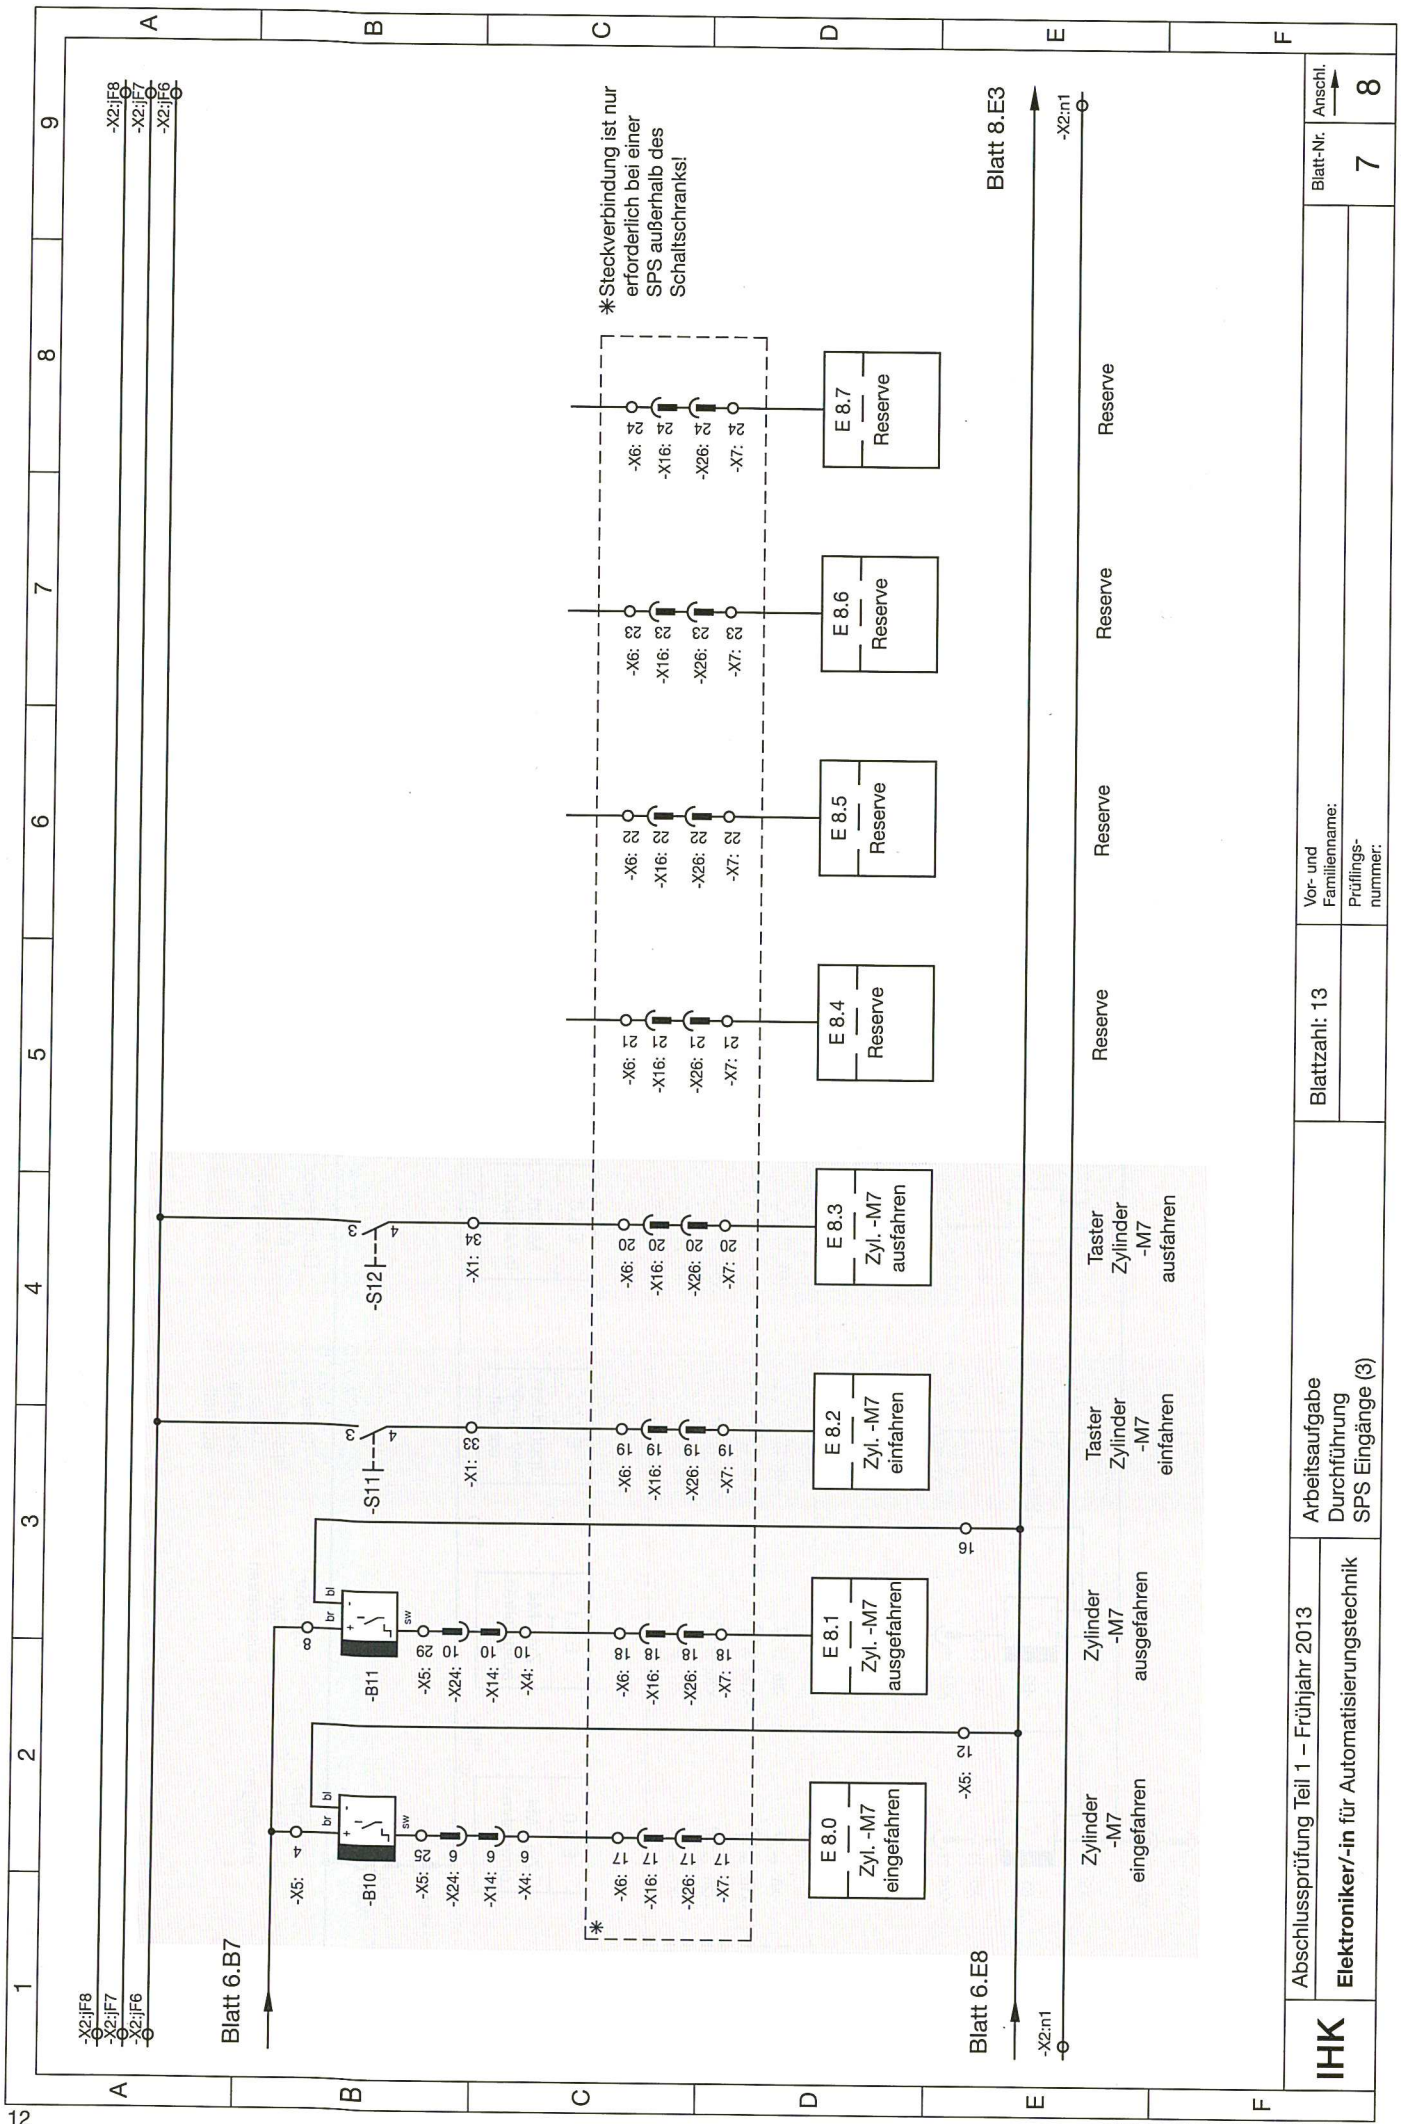 12
1 2 3 4 5 6 7 8 9
A
B
C
D
E
F
A
B
C
D
E
F
-X2:jF8
-X2:jF7
-X2:jF6
-X2:jF8
-X2:jF7
-X2:jF6
Blatt 6.B7
-X5: 4
br
bl
+
-
-B10
sw
-X5: 25
-X24: 6
-X14: 6
-X4: 6
8
br
bl
+
-
-B11
sw
-X5: 29
-X24: 10
-X14: 10
-X4: 10
-S11
3
4
-X1: 33
-S12
3
4
-X1: 34
✳
-X6: 17
-X16: 17
-X26: 17
-X7: 17
-X6: 18
-X16: 18
-X26: 18
-X7: 18
-X6: 19
-X16: 19
-X26: 19
-X7: 19
-X6: 20
-X16: 20
-X26: 20
-X7: 20
-X6: 21
-X16: 21
-X26: 21
-X7: 21
-X6: 22
-X16: 22
-X26: 22
-X7: 22
-X6: 23
-X16: 23
-X26: 23
-X7: 23
-X6: 24
-X16: 24
-X26: 24
-X7: 24
✳Steckverbindung ist nur
erforderlich bei einer
SPS außerhalb des
Schaltschranks!
E 8.0
Zyl. -M7
eingefahren
E 8.1
Zyl. -M7
ausgefahren
E 8.2
Zyl. -M7
einfahren
E 8.3
Zyl. -M7
ausfahren
E 8.4
Reserve
E 8.5
Reserve
E 8.6
Reserve
E 8.7
Reserve
-X5: 12
16
Blatt 6.E8
Blatt 8.E3
-X2:n1
-X2:n1
Zylinder
-M7
eingefahren
Zylinder
-M7
ausgefahren
Taster
Zylinder
-M7
einfahren
Taster
Zylinder
-M7
ausfahren
Reserve
Reserve
Reserve
Reserve
IHK
Abschlussprüfung Teil 1 – Frühjahr 2013
Elektroniker/-in für Automatisierungstechnik
Arbeitsaufgabe
Durchführung
SPS Eingänge (3)
Blattzahl: 13
Vor- und
Familienname:
Prüflings-
nummer:
Blatt-Nr.
7
Anschl.
8